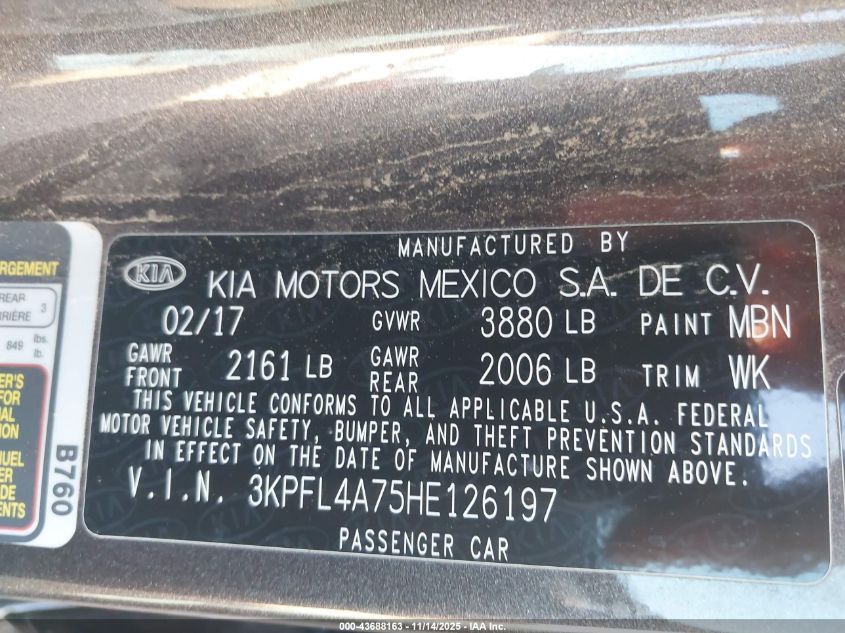 MANUFACTURED BY
KIA KIA MOTORS MEXICO S.A. DE C.V.
02/17 GVWR 3880 LB PAINT MBN
GAWR FRONT 2161 LB GAWR REAR 2006 LB TRIM WK
THIS VEHICLE CONFORMS TO ALL APPLICABLE U.S.A. FEDERAL
MOTOR VEHICLE SAFETY, BUMPER, AND THEFT PREVENTION STANDARDS
IN EFFECT ON THE DATE OF MANUFACTURE SHOWN ABOVE.
V.I.N. 3KPFL4A75HE126197
PASSENGER CAR
RGEMENT
REAR
3
849 lbs.
lb.
B760
000-43688163 - 11/14/2025 - IAA Inc.